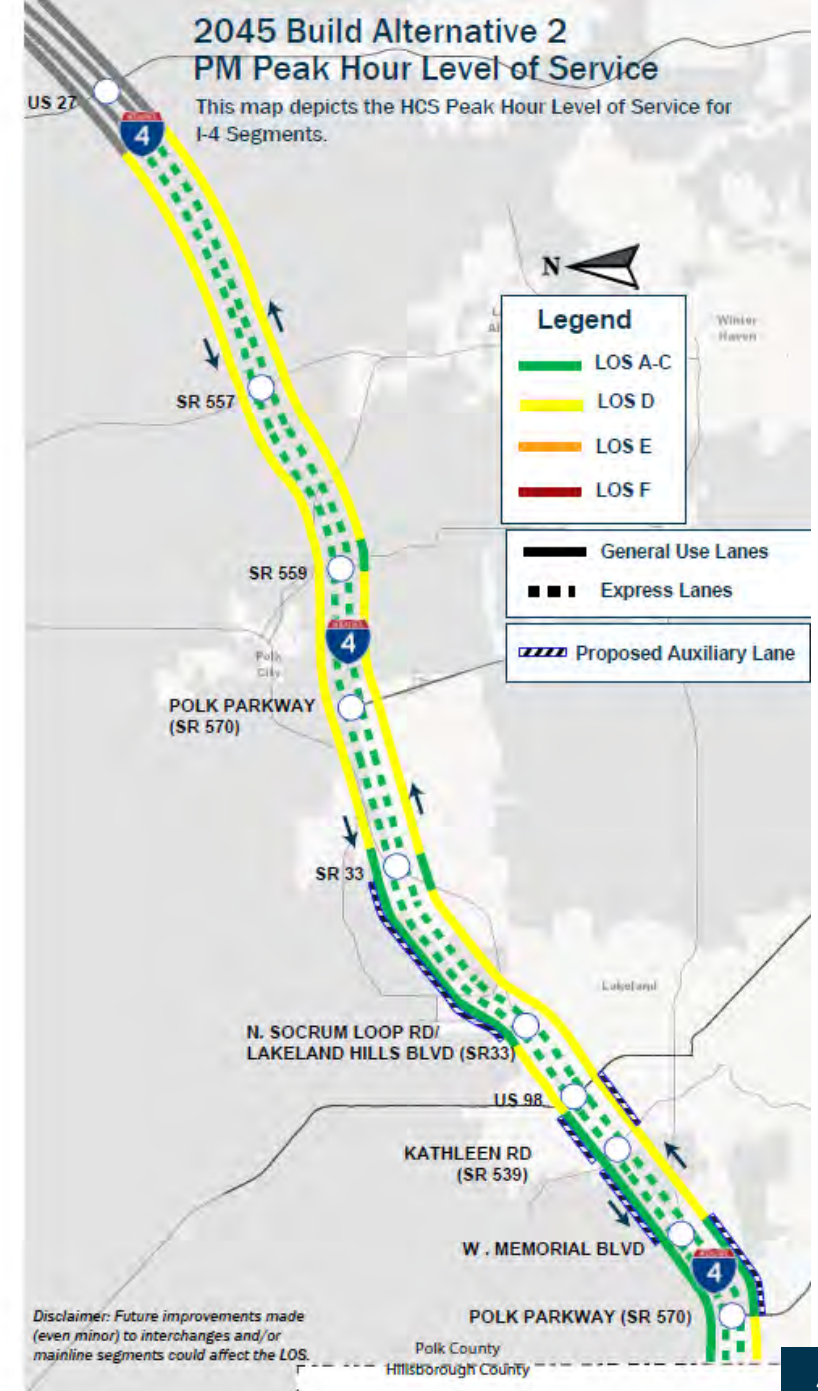 2045 Build Alternative 2
PM Peak Hour Level of Service
This map depicts the HCS Peak Hour Level of Service for
I-4 Segments.
US 27
4
N
Legend
LOS A-C
LOS D
LOS E
LOS F
General Use Lanes
Express Lanes
Proposed Auxiliary Lane
Winter
Haven
SR 557
SR 559
4
Polk
City
POLK PARKWAY
(SR 570)
SR 33
Lakeland
N. SOCRUM LOOP RD/
LAKELAND HILLS BLVD (SR33)
US 98
KATHLEEN RD
(SR 539)
W . MEMORIAL BLVD
4
POLK PARKWAY (SR 570)
Disclaimer: Future improvements made
(even minor) to interchanges and/or
mainline segments could affect the LOS.
Polk County
Hillsborough County